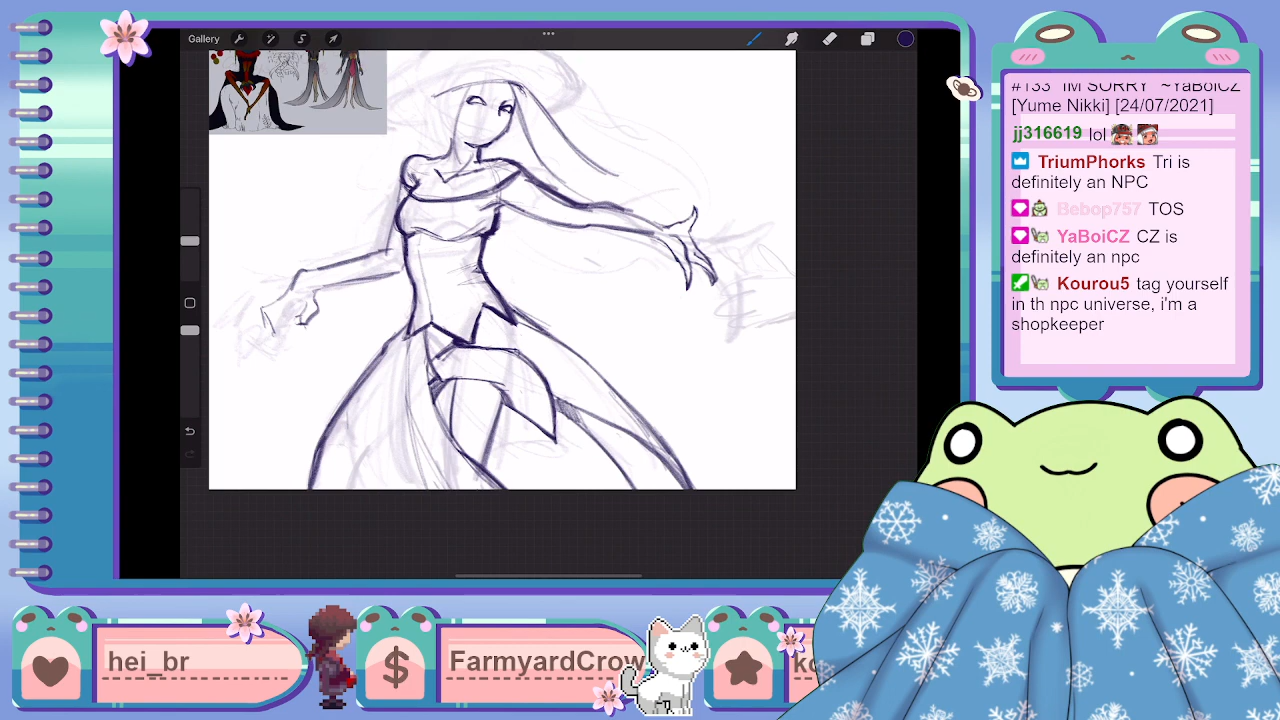 Gallery
#133 "IM SORRY" ~YaBoiCZ
[Yume Nikki] [24/07/2021]
jj316619 lol
TriumPhorks Tri is
definitely an NPC
Bebop757 TOS
YaBoiCZ CZ is
definitely an npc
Kourou5 tag yourself
in th npc universe, i'm a
shopkeeper
hei_br
$ FarmyardCrow